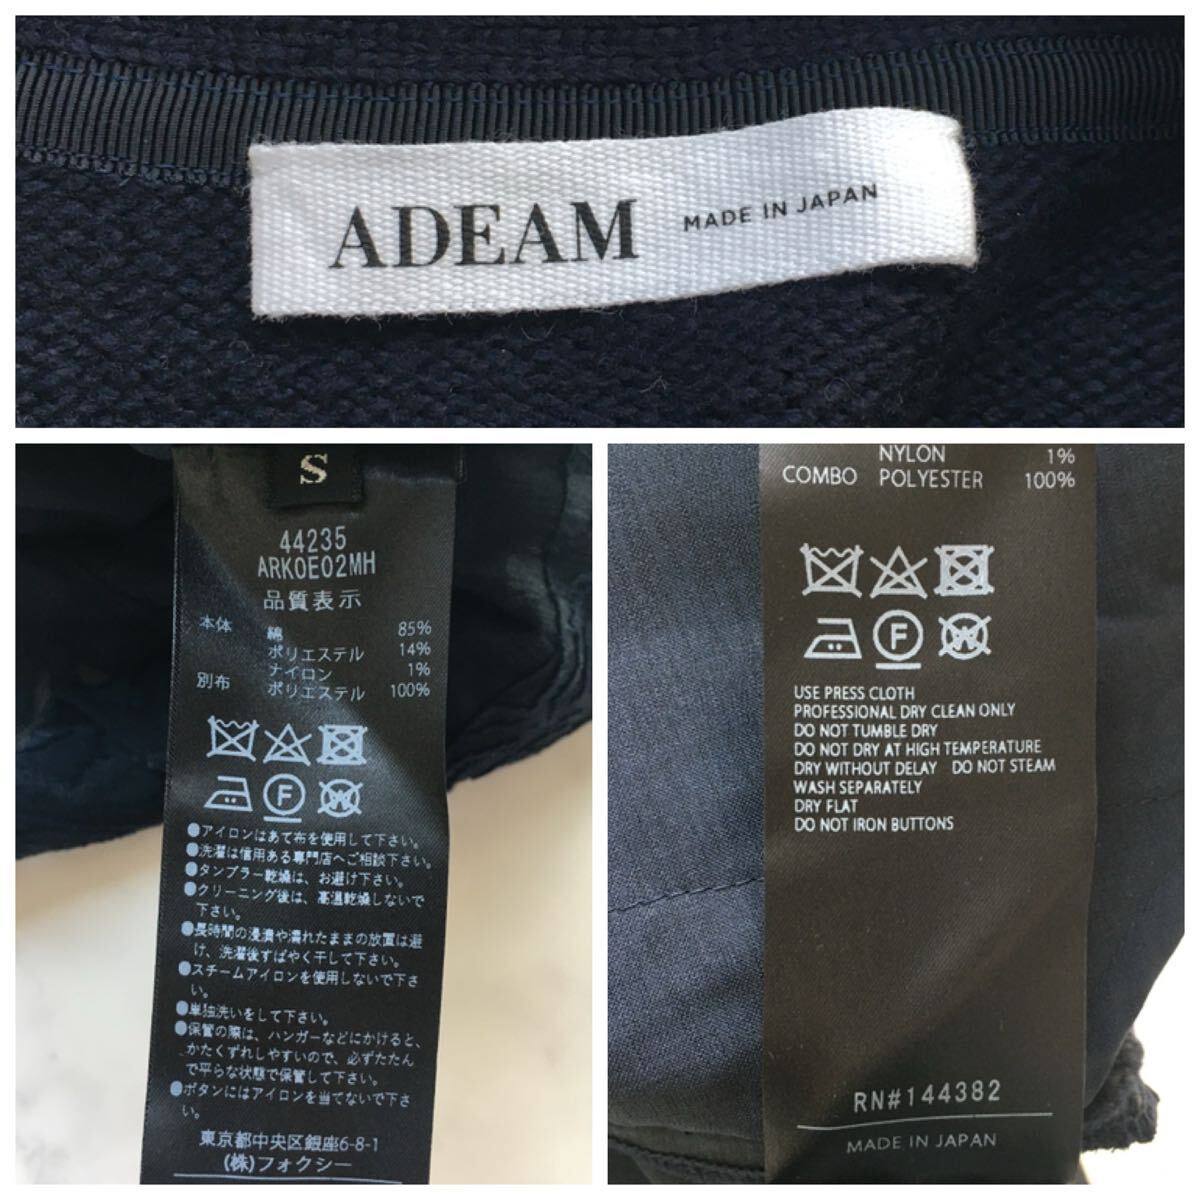 ADEAM MADE IN JAPAN
S
44235
ARK0E02MH
品質表示
本体 綿 85%
ポリエステル 14%
ナイロン 1%
別布 ポリエステル 100%
F W
●アイロンはあて布を使用して下さい。
●洗濯は信用ある専門店へご相談下さい。
●タンブラー乾燥は、お避け下さい。
●クリーニング後は、高温乾燥しないで
下さい。
●長時間の浸漬や濡れたままの放置は避
け、洗濯後すばやく干して下さい。
●スチームアイロンを使用しないで下さ
い。
●単独洗いをして下さい。
●保管の際は、ハンガーなどにかけると、
かたくずれしやすいので、必ずたたん
で平らな状態で保管して下さい。
●ボタンにはアイロンを当てないで下さ
い。
東京都中央区銀座6-8-1
(株)フォクシー
NYLON 1%
COMBO POLYESTER 100%
F W
USE PRESS CLOTH
PROFESSIONAL DRY CLEAN ONLY
DO NOT TUMBLE DRY
DO NOT DRY AT HIGH TEMPERATURE
DRY WITHOUT DELAY DO NOT STEAM
WASH SEPARATELY
DRY FLAT
DO NOT IRON BUTTONS
RN#144382
MADE IN JAPAN